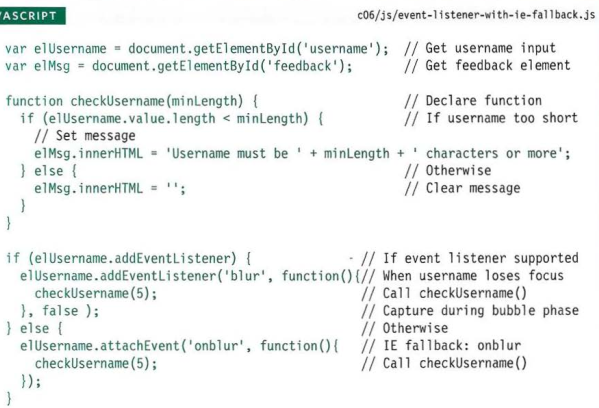 VASCRIPT c06/js/event-listener-with-ie-fallback.js
var elUsername = document.getElementById('username'); // Get username input
var elMsg = document.getElementById('feedback'); // Get feedback element
function checkUsername(minLength) { // Declare function
if (elUsername.value.length < minLength) { // If username too short
// Set message
elMsg.innerHTML = 'Username must be ' + minLength + ' characters or more';
} else { // Otherwise
elMsg.innerHTML = ''; // Clear message
}
}
if (elUsername.addEventListener) { // If event listener supported
elUsername.addEventListener('blur', function(){// When username loses focus
checkUsername(5); // Call checkUsername()
}, false ); // Capture during bubble phase
} else { // Otherwise
elUsername.attachEvent('onblur', function(){ // IE fallback: onblur
checkUsername(5); // Call checkUsername()
});
}